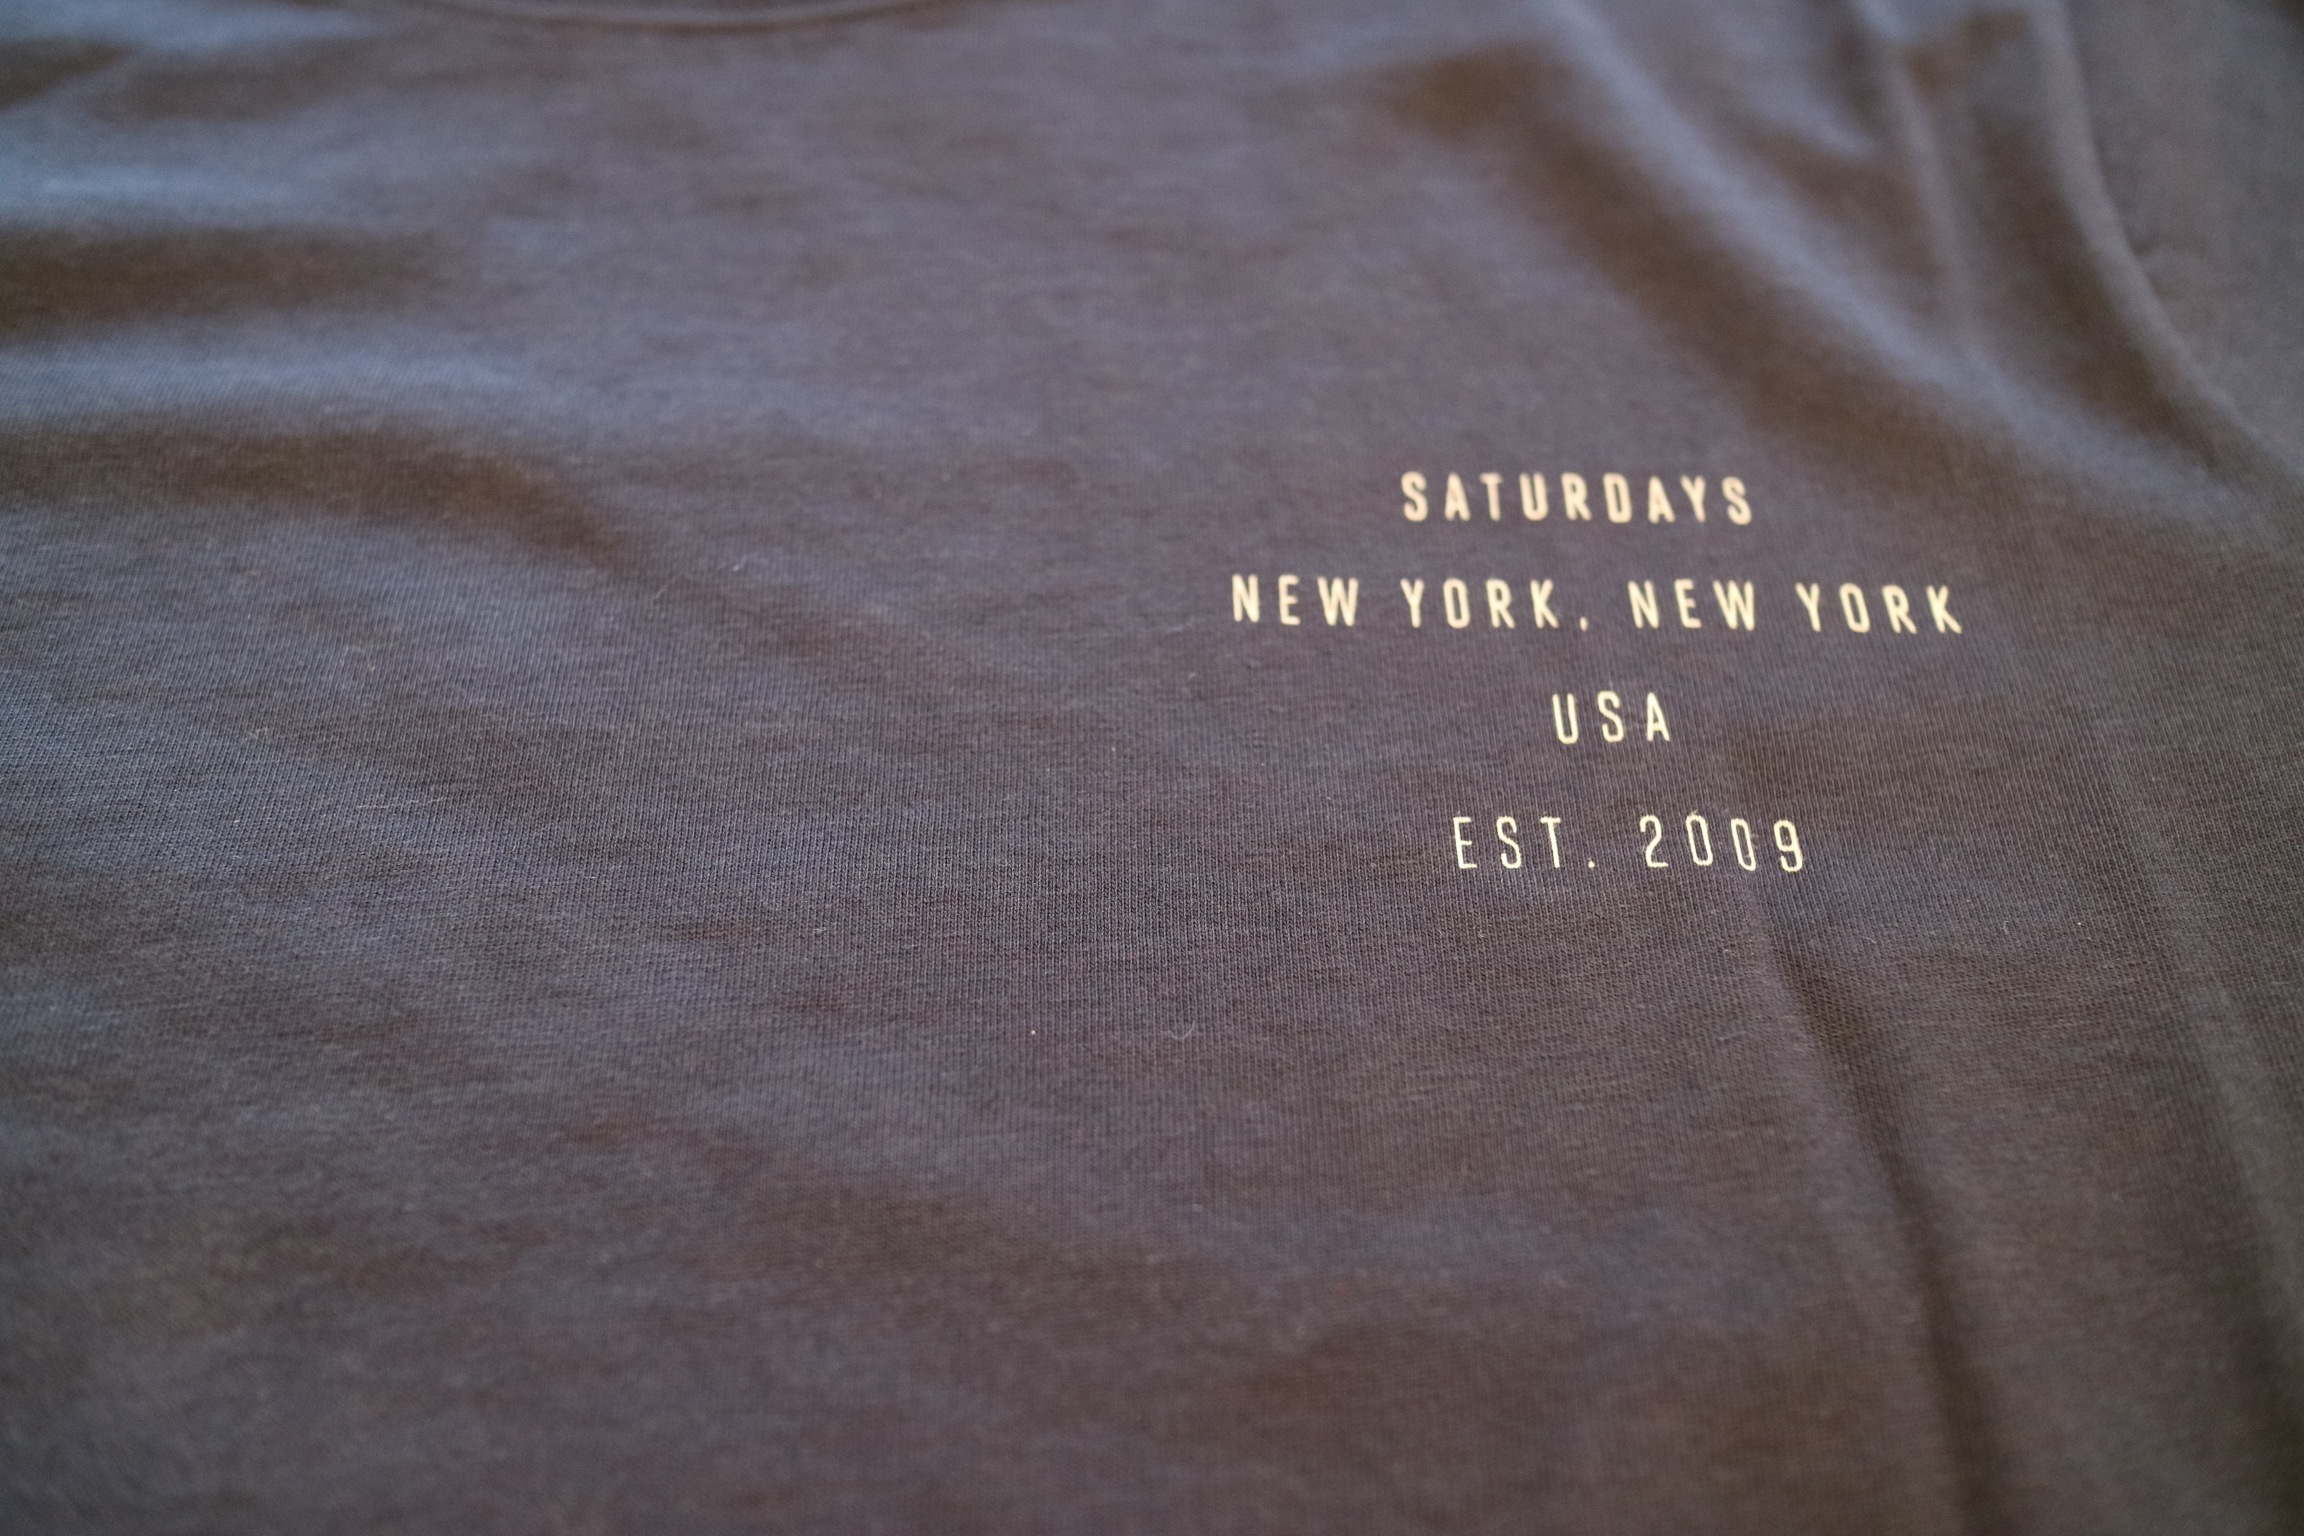 SATURDAYS
NEW YORK, NEW YORK
USA
EST. 2009